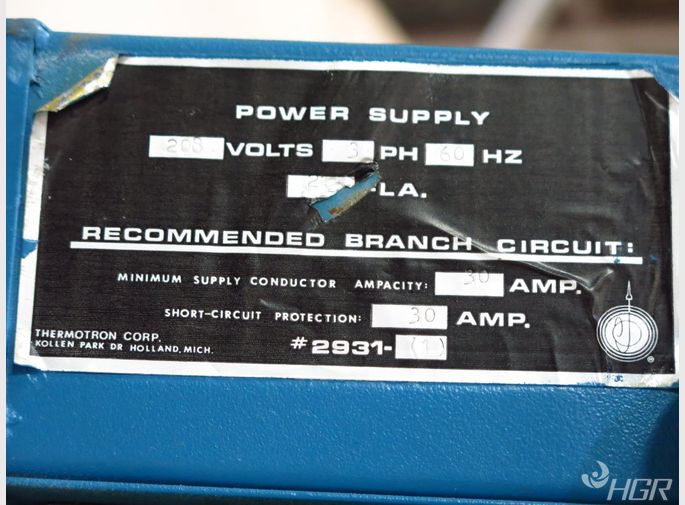 POWER SUPPLY
208 VOLTS 3 PH 60 HZ
LA.
RECOMMENDED BRANCH CIRCUIT:
MINIMUM SUPPLY CONDUCTOR AMPACITY: 30 AMP.
SHORT-CIRCUIT PROTECTION: 30 AMP.
THERMOTRON CORP.
KOLLEN PARK DR HOLLAND, MICH.
#2931-(1)
®
HGR